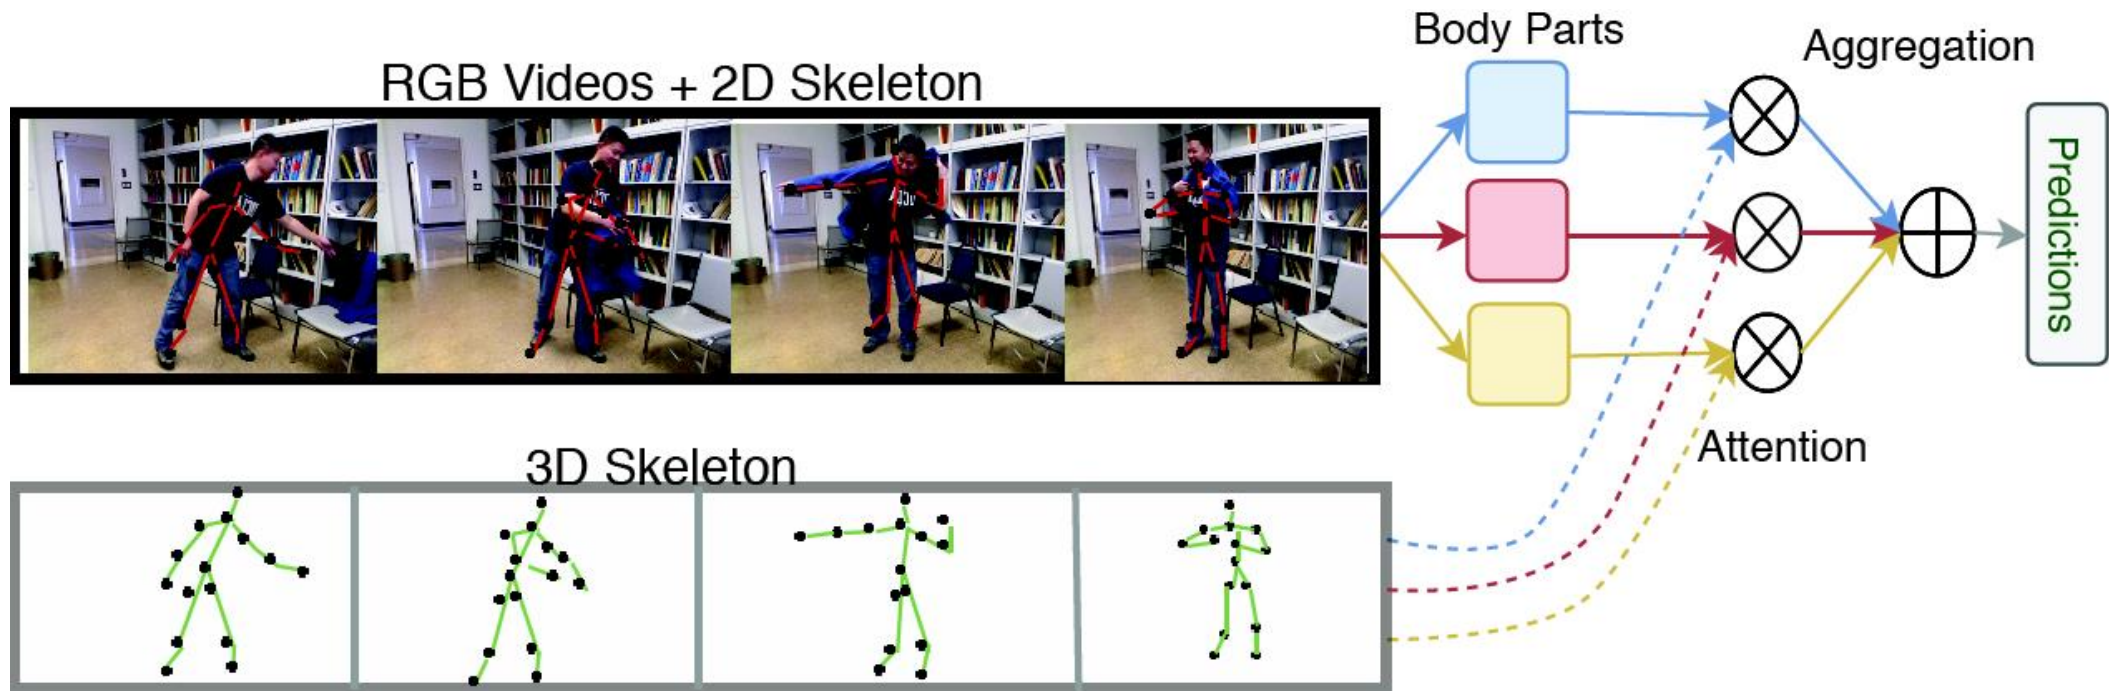 Body Parts
Aggregation
RGB Videos + 2D Skeleton
Predictions
Attention
3D Skeleton